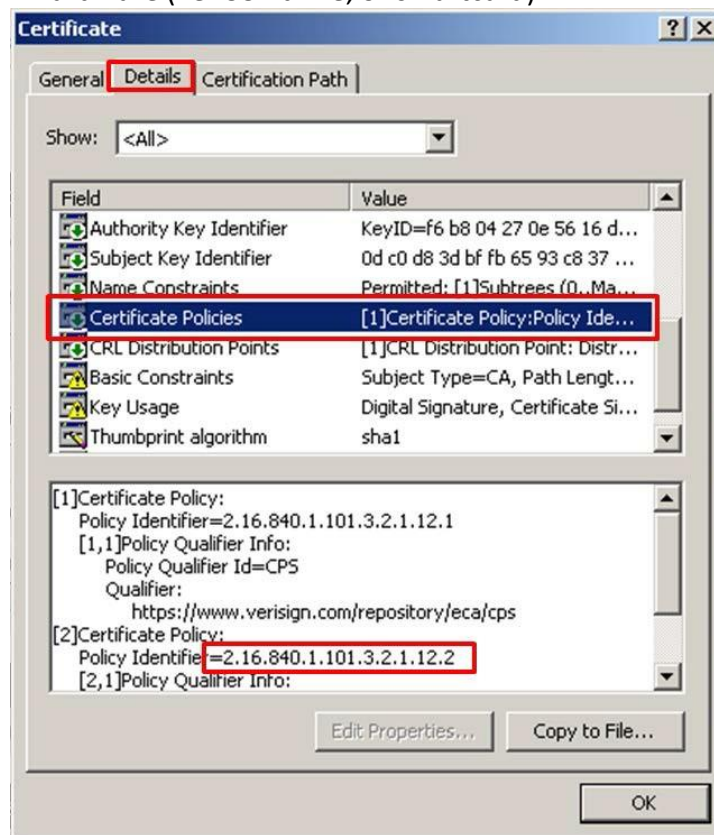 Certificate
? X
General Details Certification Path
Show: <All>
Field Value
Authority Key Identifier KeyID=f6 b8 04 27 0e 56 16 d...
Subject Key Identifier 0d c0 d8 3d bf fb 65 93 c8 37 ...
Name Constraints Permitted: [1]Subtrees (0..Ma...
Certificate Policies [1]Certificate Policy:Policy Ide...
CRL Distribution Points [1]CRL Distribution Point: Distr...
Basic Constraints Subject Type=CA, Path Lengt...
Key Usage Digital Signature, Certificate Si...
Thumbprint algorithm sha1
[1]Certificate Policy:
Policy Identifier=2.16.840.1.101.3.2.1.12.1
[1,1]Policy Qualifier Info:
Policy Qualifier Id=CPS
Qualifier:
https://www.verisign.com/repository/eca/cps
[2]Certificate Policy:
Policy Identifier=2.16.840.1.101.3.2.1.12.2
[2,1]Policy Qualifier Info:
Edit Properties... Copy to File...
OK